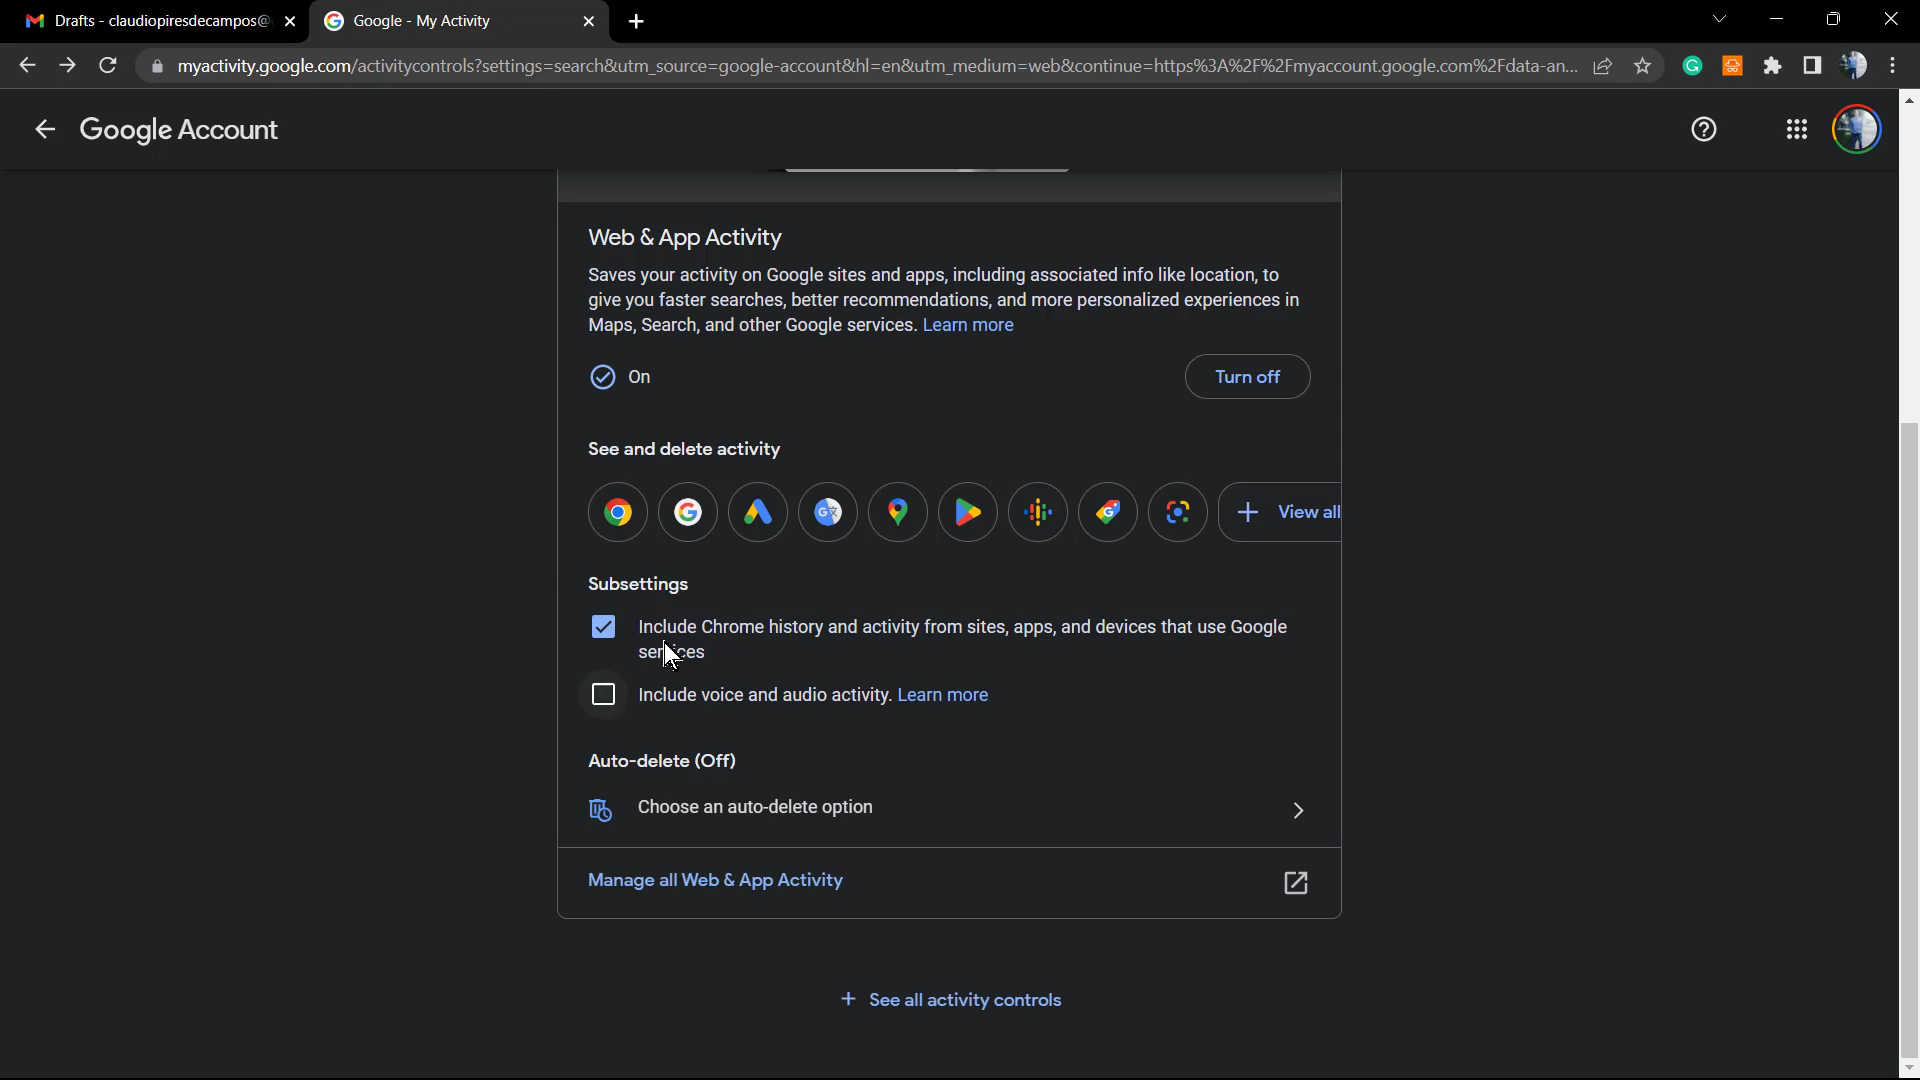 Drafts - claudiopiresdecampos@
Google - My Activity
myactivity.google.com/activitycontrols?settings=search&utm_source=google-account&hl=en&utm_medium=web&continue=https%3A%2F%2Fmyaccount.google.com%2Fdata-an...
Google Account
Web & App Activity
Saves your activity on Google sites and apps, including associated info like location, to
give you faster searches, better recommendations, and more personalized experiences in
Maps, Search, and other Google services. Learn more
On
Turn off
See and delete activity
View all
Subsettings
Include Chrome history and activity from sites, apps, and devices that use Google
services
Include voice and audio activity. Learn more
Auto-delete (Off)
Choose an auto-delete option
Manage all Web & App Activity
+ See all activity controls